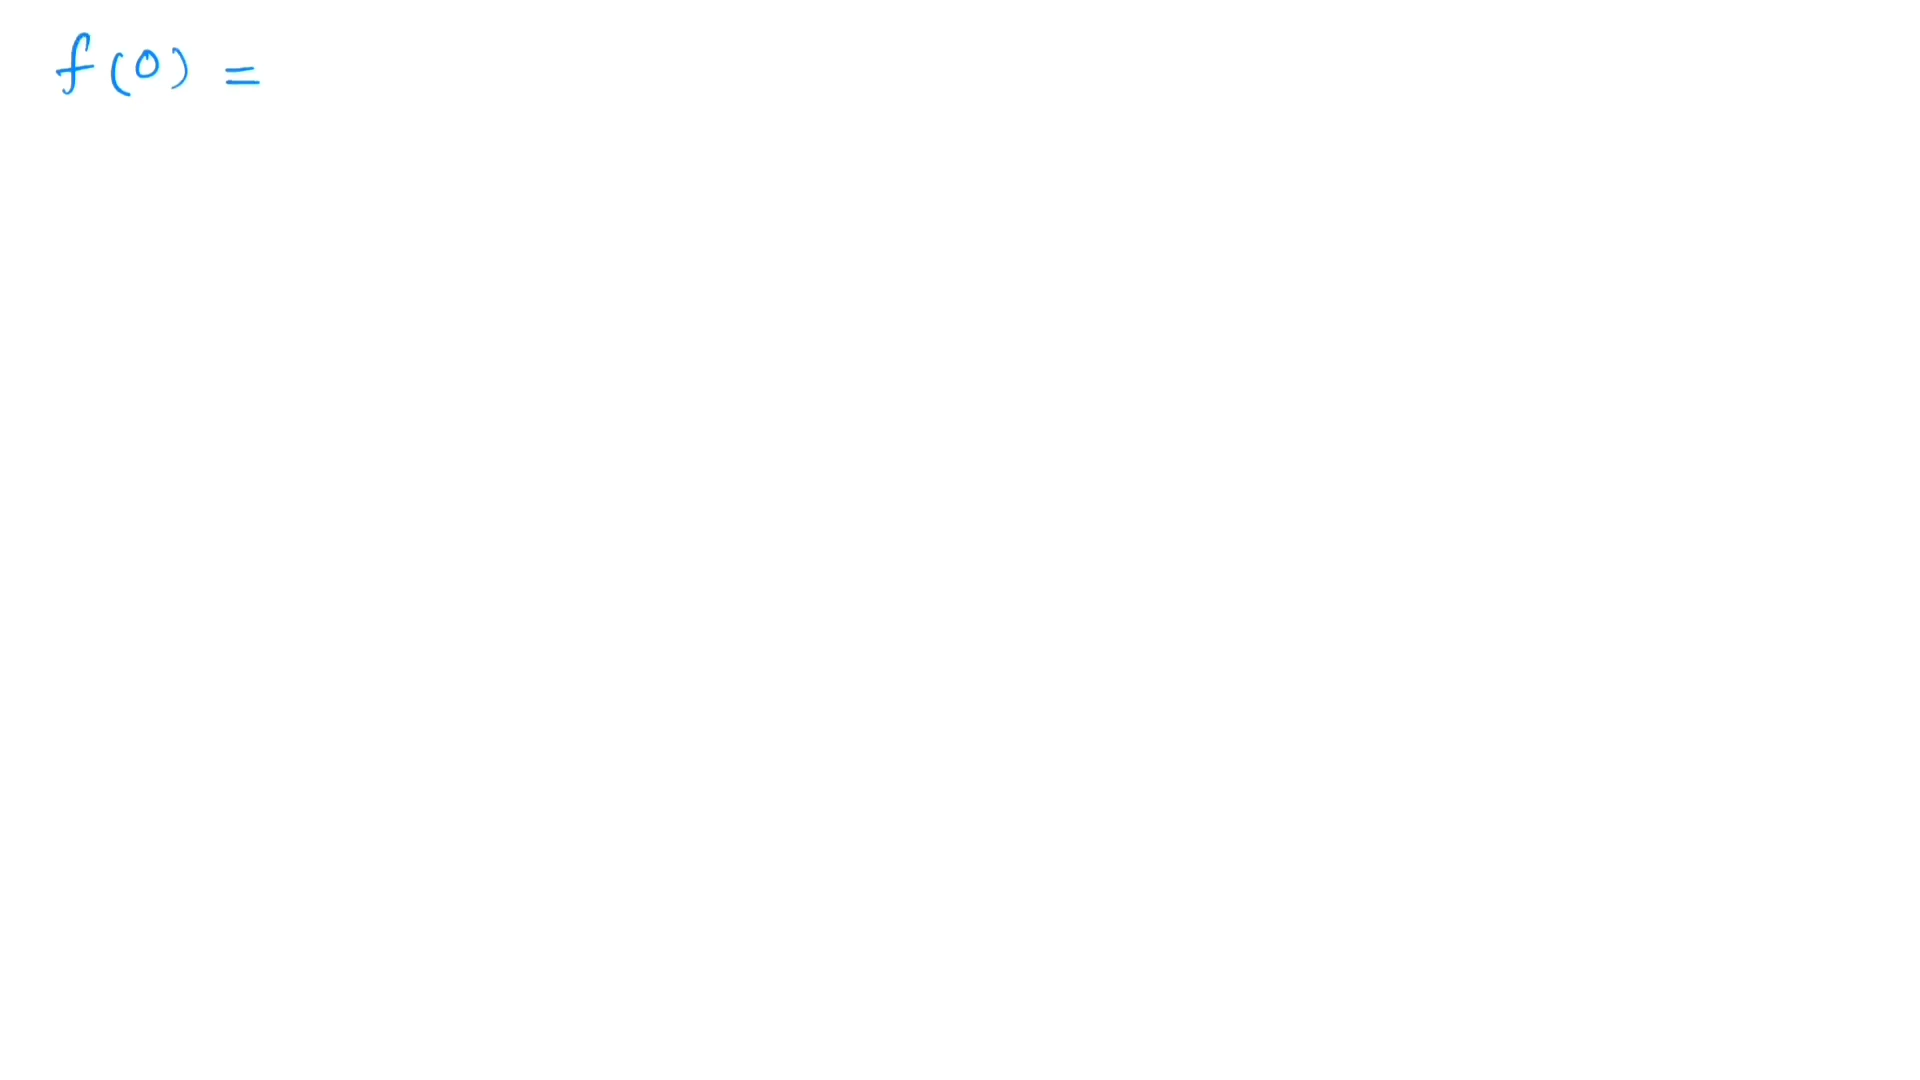 f(0) =